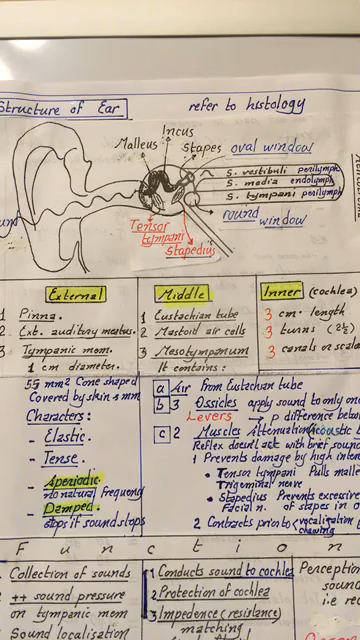 Structure of Ear
refer to histology
Incus
Malleus
Stapes
oval window
S. vestibuli perilymph
S. media endolymph
S. tympani perilymph
round window
Tensor tympani
Stapedius
External
Middle
Inner (cochlea)
1 Pinna.
2. Ext. auditory meatus.
3 Tympanic mem.
1 cm diameter.
1 Eustachian tube
2 Mastoid air cells
3 Mesotympanum
It contains:
3 cm. length
3 turns (2½)
3 canals or scala
55 mm2 Cone shaped
Covered by skin & mm
Characters:
- Elastic.
- Tense.
- Aperiodic
no natural frequency
- Damped.
stops if sound stops
a Air from Eustachian tube
b 3 Ossicles apply sound to only one
Levers → P difference b
c 2 Muscles Attenuation
Reflex doesn't act with brief sound
1 Prevents damage by high inten
• Tensor tympani Pulls malle
Trigeminal nerve
• Stapedius Prevents excessive
Facial n. of stapes in o
2 Contracts prior to vocalization
chewing
F u n c t i o n
Collection of sounds
2 ++ sound pressure
on tympanic mem
Sound localisation
1 Conducts sound to cochlea
2 Protection of cochlea
3 Impedence (resistance)
matching
Perception
sound
i.e re